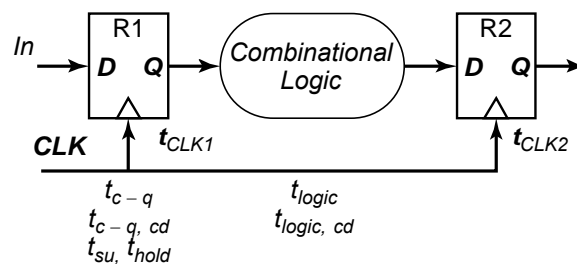 R1
R2
In
D Q
Combinational
Logic
D Q
CLK
t_CLK1
t_CLK2
t_c – q
t_c – q, cd
t_su, t_hold
t_logic
t_logic, cd